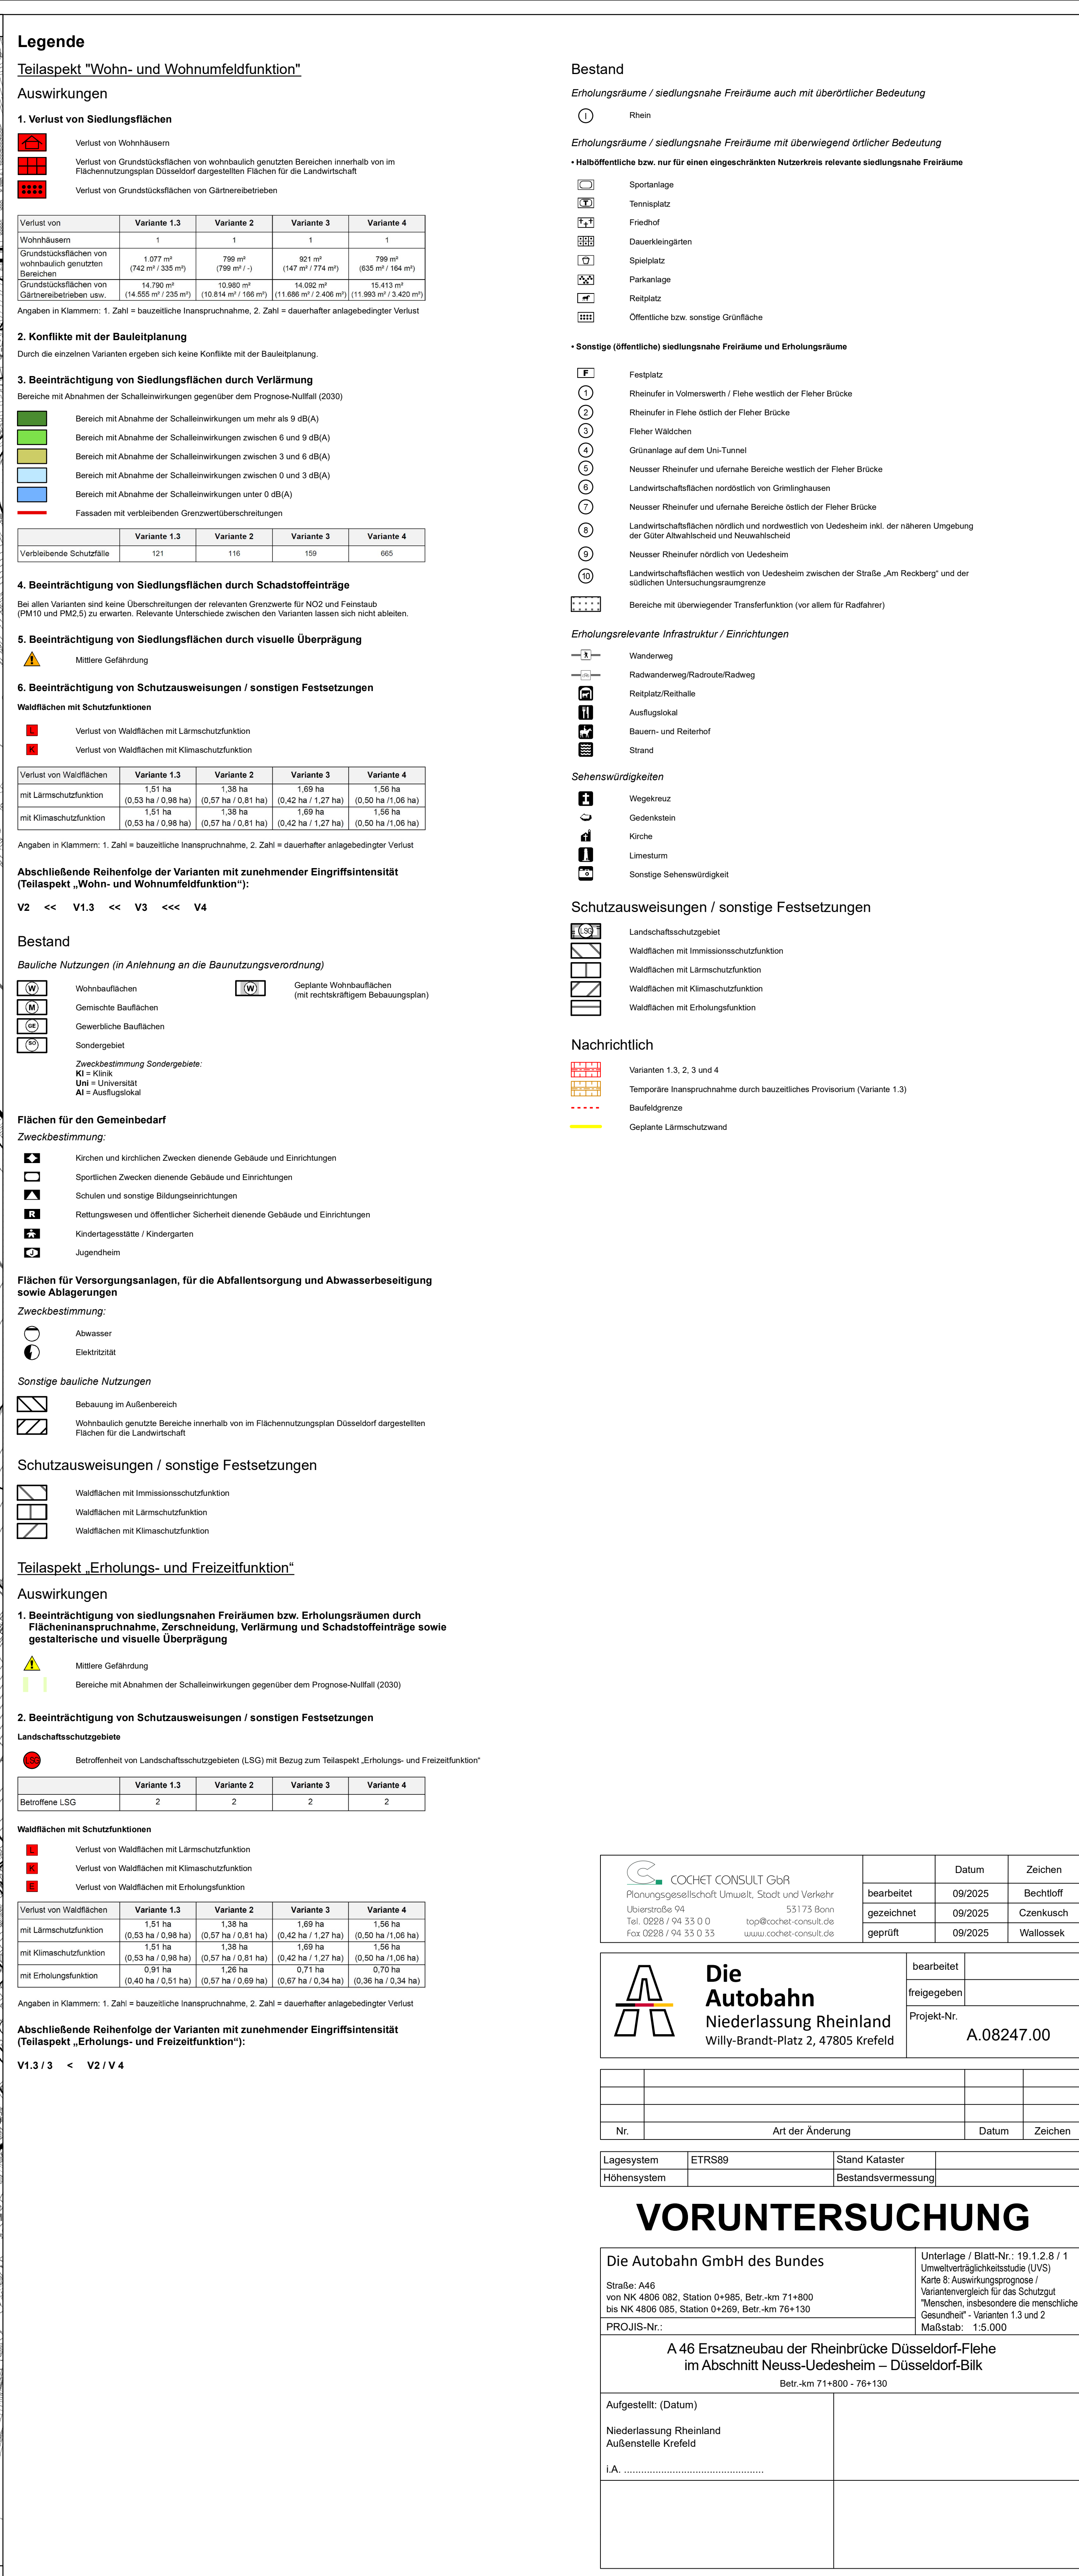 Legende
Teilaspekt "Wohn- und Wohnumfeldfunktion"
Auswirkungen
1. Verlust von Siedlungsflächen
Verlust von Wohnhäusern
Verlust von Grundstücksflächen von wohnbaulich genutzten Bereichen innerhalb von im
Flächennutzungsplan Düsseldorf dargestellten Flächen für die Landwirtschaft
Verlust von Grundstücksflächen von Gärtnereibetrieben
Verlust von Variante 1.3 Variante 2 Variante 3 Variante 4
Wohnhäusern 1 1 1 1
Grundstücksflächen von
wohnbaulich genutzten
Bereichen
1.077 m² 799 m² 921 m² 799 m²
(742 m² / 335 m²) (799 m² / -) (147 m² / 774 m²) (635 m² / 164 m²)
Grundstücksflächen von
Gärtnereibetrieben usw.
14.790 m² 10.980 m² 14.092 m² 15.413 m²
(14.555 m² / 235 m²) (10.814 m² / 166 m²) (11.686 m² / 2.406 m²) (11.993 m² / 3.420 m²)
Angaben in Klammern: 1. Zahl = bauzeitliche Inanspruchnahme, 2. Zahl = dauerhafter anlagebedingter Verlust
2. Konflikte mit der Bauleitplanung
Durch die einzelnen Varianten ergeben sich keine Konflikte mit der Bauleitplanung.
3. Beeinträchtigung von Siedlungsflächen durch Verlärmung
Bereiche mit Abnahmen der Schalleinwirkungen gegenüber dem Prognose-Nullfall (2030)
Bereich mit Abnahme der Schalleinwirkungen um mehr als 9 dB(A)
Bereich mit Abnahme der Schalleinwirkungen zwischen 6 und 9 dB(A)
Bereich mit Abnahme der Schalleinwirkungen zwischen 3 und 6 dB(A)
Bereich mit Abnahme der Schalleinwirkungen zwischen 0 und 3 dB(A)
Bereich mit Abnahme der Schalleinwirkungen unter 0 dB(A)
Fassaden mit verbleibenden Grenzwertüberschreitungen
Variante 1.3 Variante 2 Variante 3 Variante 4
Verbleibende Schutzfälle 121 116 159 665
4. Beeinträchtigung von Siedlungsflächen durch Schadstoffeinträge
Bei allen Varianten sind keine Überschreitungen der relevanten Grenzwerte für NO2 und Feinstaub
(PM10 und PM2,5) zu erwarten. Relevante Unterschiede zwischen den Varianten lassen sich nicht ableiten.
5. Beeinträchtigung von Siedlungsflächen durch visuelle Überprägung
Mittlere Gefährdung
6. Beeinträchtigung von Schutzausweisungen / sonstigen Festsetzungen
Waldflächen mit Schutzfunktionen
L Verlust von Waldflächen mit Lärmschutzfunktion
K Verlust von Waldflächen mit Klimaschutzfunktion
Verlust von Waldflächen Variante 1.3 Variante 2 Variante 3 Variante 4
mit Lärmschutzfunktion
1,51 ha 1,38 ha 1,69 ha 1,56 ha
(0,53 ha / 0,98 ha) (0,57 ha / 0,81 ha) (0,42 ha / 1,27 ha) (0,50 ha /1,06 ha)
mit Klimaschutzfunktion
1,51 ha 1,38 ha 1,69 ha 1,56 ha
(0,53 ha / 0,98 ha) (0,57 ha / 0,81 ha) (0,42 ha / 1,27 ha) (0,50 ha /1,06 ha)
Angaben in Klammern: 1. Zahl = bauzeitliche Inanspruchnahme, 2. Zahl = dauerhafter anlagebedingter Verlust
Abschließende Reihenfolge der Varianten mit zunehmender Eingriffsintensität
(Teilaspekt „Wohn- und Wohnumfeldfunktion“):
V2 << V1.3 << V3 <<< V4
Bestand
Bauliche Nutzungen (in Anlehnung an die Baunutzungsverordnung)
W Wohnbauflächen
W Geplante Wohnbauflächen
(mit rechtskräftigem Bebauungsplan)
M Gemischte Bauflächen
GE Gewerbliche Bauflächen
SO Sondergebiet
Zweckbestimmung Sondergebiete:
Kl = Klinik
Uni = Universität
Al = Ausflugslokal
Flächen für den Gemeinbedarf
Zweckbestimmung:
Kirchen und kirchlichen Zwecken dienende Gebäude und Einrichtungen
Sportlichen Zwecken dienende Gebäude und Einrichtungen
Schulen und sonstige Bildungseinrichtungen
R Rettungswesen und öffentlicher Sicherheit dienende Gebäude und Einrichtungen
Kindertagesstätte / Kindergarten
J Jugendheim
Flächen für Versorgungsanlagen, für die Abfallentsorgung und Abwasserbeseitigung
sowie Ablagerungen
Zweckbestimmung:
Abwasser
Elektritzität
Sonstige bauliche Nutzungen
Bebauung im Außenbereich
Wohnbaulich genutzte Bereiche innerhalb von im Flächennutzungsplan Düsseldorf dargestellten
Flächen für die Landwirtschaft
Schutzausweisungen / sonstige Festsetzungen
Waldflächen mit Immissionsschutzfunktion
Waldflächen mit Lärmschutzfunktion
Waldflächen mit Klimaschutzfunktion
Teilaspekt „Erholungs- und Freizeitfunktion“
Auswirkungen
1. Beeinträchtigung von siedlungsnahen Freiräumen bzw. Erholungsräumen durch
Flächeninanspruchnahme, Zerschneidung, Verlärmung und Schadstoffeinträge sowie
gestalterische und visuelle Überprägung
Mittlere Gefährdung
Bereiche mit Abnahmen der Schalleinwirkungen gegenüber dem Prognose-Nullfall (2030)
2. Beeinträchtigung von Schutzausweisungen / sonstigen Festsetzungen
Landschaftsschutzgebiete
LSG Betroffenheit von Landschaftsschutzgebieten (LSG) mit Bezug zum Teilaspekt „Erholungs- und Freizeitfunktion“
Variante 1.3 Variante 2 Variante 3 Variante 4
Betroffene LSG 2 2 2 2
Waldflächen mit Schutzfunktionen
L Verlust von Waldflächen mit Lärmschutzfunktion
K Verlust von Waldflächen mit Klimaschutzfunktion
E Verlust von Waldflächen mit Erholungsfunktion
Verlust von Waldflächen Variante 1.3 Variante 2 Variante 3 Variante 4
mit Lärmschutzfunktion
1,51 ha 1,38 ha 1,69 ha 1,56 ha
(0,53 ha / 0,98 ha) (0,57 ha / 0,81 ha) (0,42 ha / 1,27 ha) (0,50 ha /1,06 ha)
mit Klimaschutzfunktion
1,51 ha 1,38 ha 1,69 ha 1,56 ha
(0,53 ha / 0,98 ha) (0,57 ha / 0,81 ha) (0,42 ha / 1,27 ha) (0,50 ha /1,06 ha)
mit Erholungsfunktion
0,91 ha 1,26 ha 0,71 ha 0,70 ha
(0,40 ha / 0,51 ha) (0,57 ha / 0,69 ha) (0,67 ha / 0,34 ha) (0,36 ha / 0,34 ha)
Angaben in Klammern: 1. Zahl = bauzeitliche Inanspruchnahme, 2. Zahl = dauerhafter anlagebedingter Verlust
Abschließende Reihenfolge der Varianten mit zunehmender Eingriffsintensität
(Teilaspekt „Erholungs- und Freizeitfunktion“):
V1.3 / 3 < V2 / V 4
Bestand
Erholungsräume / siedlungsnahe Freiräume auch mit überörtlicher Bedeutung
I Rhein
Erholungsräume / siedlungsnahe Freiräume mit überwiegend örtlicher Bedeutung
• Halböffentliche bzw. nur für einen eingeschränkten Nutzerkreis relevante siedlungsnahe Freiräume
Sportanlage
T Tennisplatz
Friedhof
Dauerkleingärten
Spielplatz
Parkanlage
Reitplatz
Öffentliche bzw. sonstige Grünfläche
• Sonstige (öffentliche) siedlungsnahe Freiräume und Erholungsräume
F Festplatz
1 Rheinufer in Volmerswerth / Flehe westlich der Fleher Brücke
2 Rheinufer in Flehe östlich der Fleher Brücke
3 Fleher Wäldchen
4 Grünanlage auf dem Uni-Tunnel
5 Neusser Rheinufer und ufernahe Bereiche westlich der Fleher Brücke
6 Landwirtschaftsflächen nordöstlich von Grimlinghausen
7 Neusser Rheinufer und ufernahe Bereiche östlich der Fleher Brücke
8 Landwirtschaftsflächen nördlich und nordwestlich von Uedesheim inkl. der näheren Umgebung
der Güter Altwahlscheid und Neuwahlscheid
9 Neusser Rheinufer nördlich von Uedesheim
10 Landwirtschaftsflächen westlich von Uedesheim zwischen der Straße „Am Reckberg“ und der
südlichen Untersuchungsraumgrenze
Bereiche mit überwiegender Transferfunktion (vor allem für Radfahrer)
Erholungsrelevante Infrastruktur / Einrichtungen
Wanderweg
Radwanderweg/Radroute/Radweg
Reitplatz/Reithalle
Ausflugslokal
Bauern- und Reiterhof
Strand
Sehenswürdigkeiten
Wegekreuz
Gedenkstein
Kirche
Limesturm
Sonstige Sehenswürdigkeit
Schutzausweisungen / sonstige Festsetzungen
LSG Landschaftsschutzgebiet
Waldflächen mit Immissionsschutzfunktion
Waldflächen mit Lärmschutzfunktion
Waldflächen mit Klimaschutzfunktion
Waldflächen mit Erholungsfunktion
Nachrichtlich
Varianten 1.3, 2, 3 und 4
Temporäre Inanspruchnahme durch bauzeitliches Provisorium (Variante 1.3)
Baufeldgrenze
Geplante Lärmschutzwand
COCHET CONSULT GbR
Planungsgesellschaft Umwelt, Stadt und Verkehr
Ubierstraße 94 53173 Bonn
Tel. 0228 / 94 33 0 0 top@cochet-consult.de
Fax 0228 / 94 33 0 33 www.cochet-consult.de
Datum Zeichen
bearbeitet 09/2025 Bechtloff
gezeichnet 09/2025 Czenkusch
geprüft 09/2025 Wallossek
Die
Autobahn
Niederlassung Rheinland
Willy-Brandt-Platz 2, 47805 Krefeld
bearbeitet
freigegeben
Projekt-Nr.
A.08247.00
Nr. Art der Änderung Datum Zeichen
Lagesystem ETRS89 Stand Kataster
Höhensystem Bestandsvermessung
VORUNTERSUCHUNG
Die Autobahn GmbH des Bundes
Straße: A46
von NK 4806 082, Station 0+985, Betr.-km 71+800
bis NK 4806 085, Station 0+269, Betr.-km 76+130
PROJIS-Nr.:
Unterlage / Blatt-Nr.: 19.1.2.8 / 1
Umweltverträglichkeitsstudie (UVS)
Karte 8: Auswirkungsprognose /
Variantenvergleich für das Schutzgut
"Menschen, insbesondere die menschliche
Gesundheit" - Varianten 1.3 und 2
Maßstab: 1:5.000
A 46 Ersatzneubau der Rheinbrücke Düsseldorf-Flehe
im Abschnitt Neuss-Uedesheim – Düsseldorf-Bilk
Betr.-km 71+800 - 76+130
Aufgestellt: (Datum)
Niederlassung Rheinland
Außenstelle Krefeld
i.A. ................................................